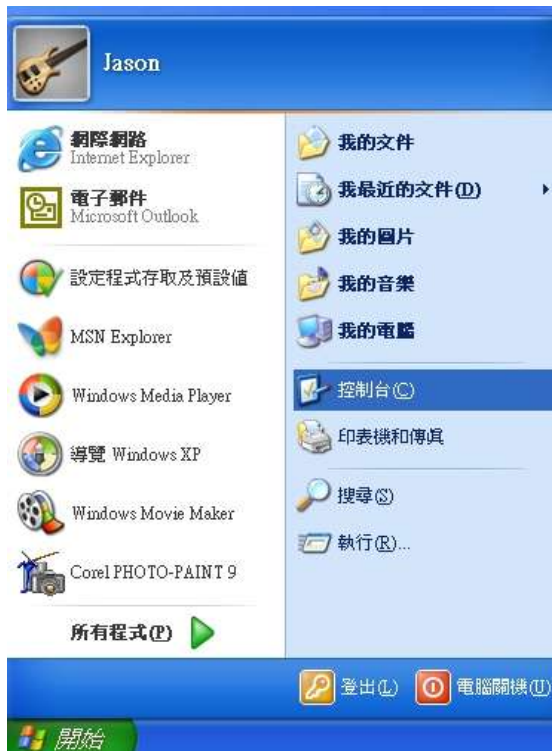 Jason
網際網路
Internet Explorer
電子郵件
Microsoft Outlook
設定程式存取及預設值
MSN Explorer
Windows Media Player
導覽 Windows XP
Windows Movie Maker
Corel PHOTO-PAINT 9
所有程式(P)
我的文件
我最近的文件(D)
我的圖片
我的音樂
我的電腦
控制台(C)
印表機和傳真
搜尋(S)
執行(R)...
登出(L)
電腦關機(U)
開始